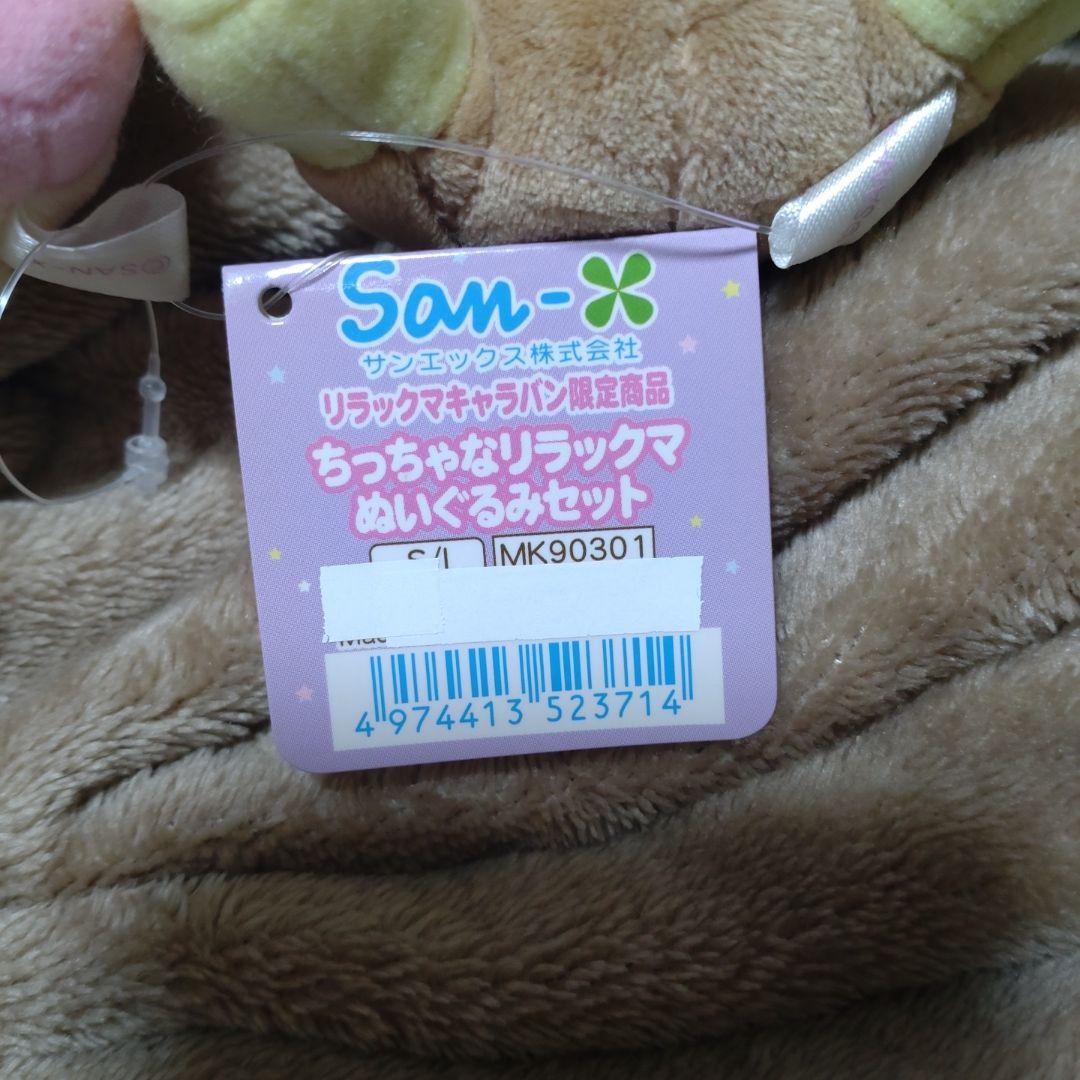 San-X
サンエックス株式会社
リラックマキャラバン限定商品
ちっちゃなリラックマ
ぬいぐるみセット
MK90301
4 974413 523714